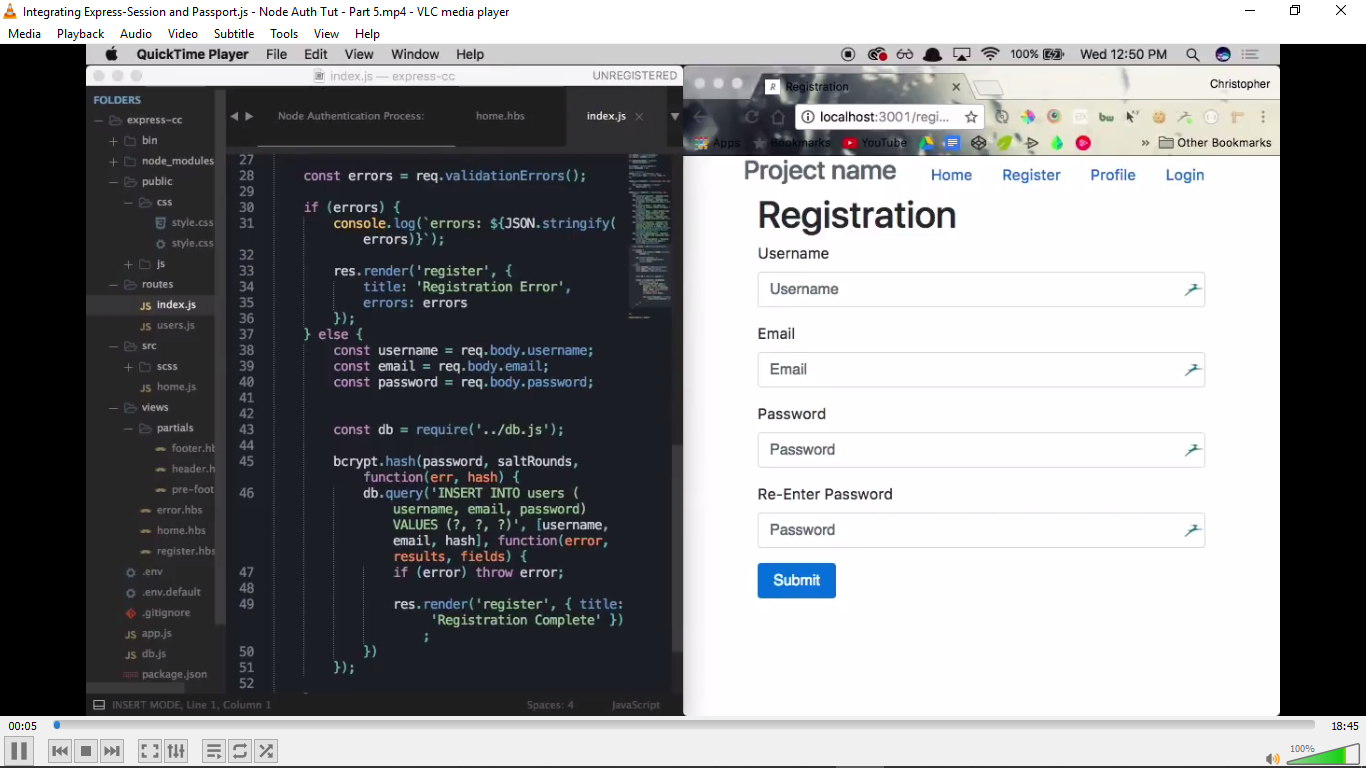 Integrating Express-Session and Passport.js - Node Auth Tut - Part 5.mp4 - VLC media player
Media Playback Audio Video Subtitle Tools View Help
QuickTime Player File Edit View Window Help
100% Wed 12:50 PM
index.js — express-cc UNREGISTERED
FOLDERS
express-cc
bin
node_modules
public
css
style.css
style.css
js
routes
index.js
users.js
src
scss
home.js
views
partials
footer.hb
header.h
pre-foot
error.hbs
home.hbs
register.hbs
.env
.env.default
.gitignore
app.js
db.js
package.json
Node Authentication Process: home.hbs index.js
27
28 const errors = req.validationErrors();
29
30 if (errors) {
31 console.log(`errors: ${JSON.stringify(
errors)}`);
32
33 res.render('register', {
34 title: 'Registration Error',
35 errors: errors
36 });
37 } else {
38 const username = req.body.username;
39 const email = req.body.email;
40 const password = req.body.password;
41
42
43 const db = require('../db.js');
44
45 bcrypt.hash(password, saltRounds,
function(err, hash) {
46 db.query('INSERT INTO users (
username, email, password)
VALUES (?, ?, ?)', [username,
email, hash], function(error,
results, fields) {
47 if (error) throw error;
48
49 res.render('register', { title:
'Registration Complete' })
;
50 })
51 });
52
INSERT MODE, Line 1, Column 1 Spaces: 4 JavaScript
Registration Christopher
localhost:3001/regi...
Apps Bookmarks YouTube » Other Bookmarks
Project name Home Register Profile Login
Registration
Username
Username
Email
Email
Password
Password
Re-Enter Password
Password
Submit
00:05 18:45
100%